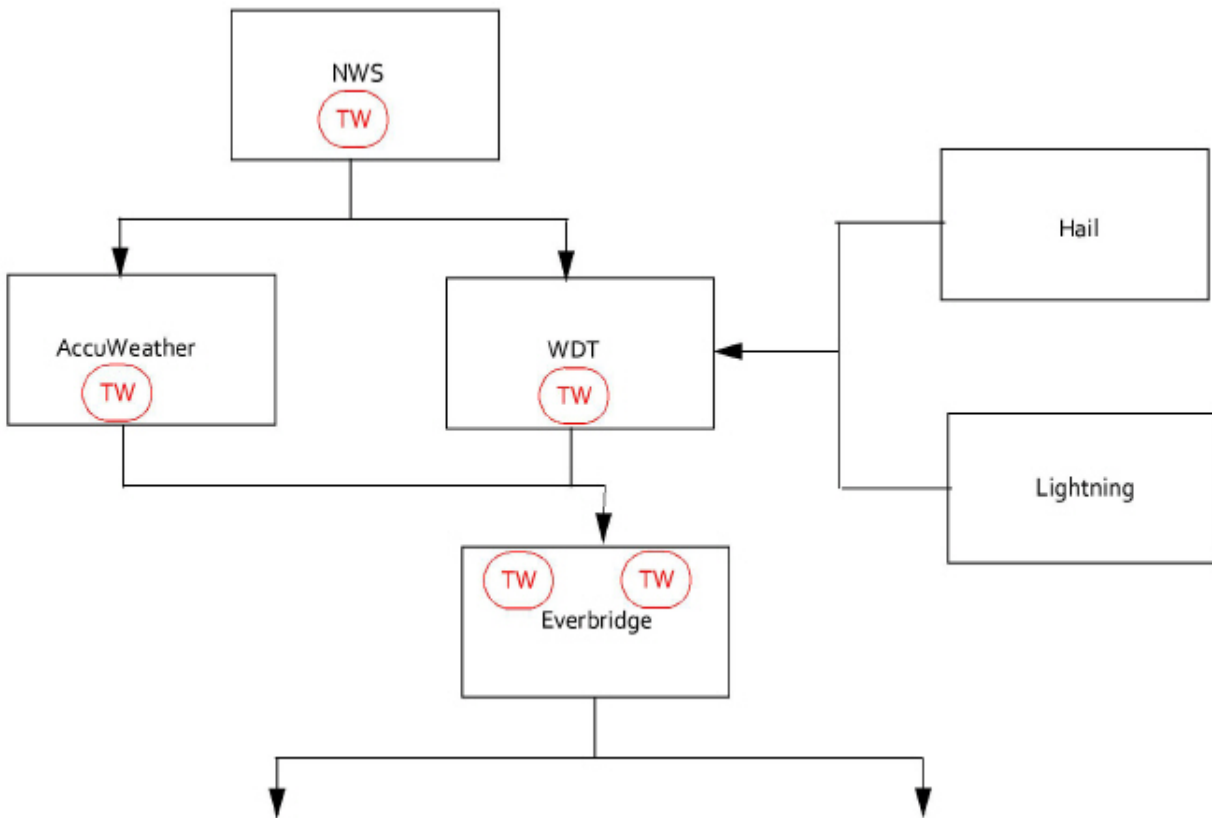 NWS
TW
Hail
AccuWeather
TW
WDT
TW
Lightning
TW TW
Everbridge